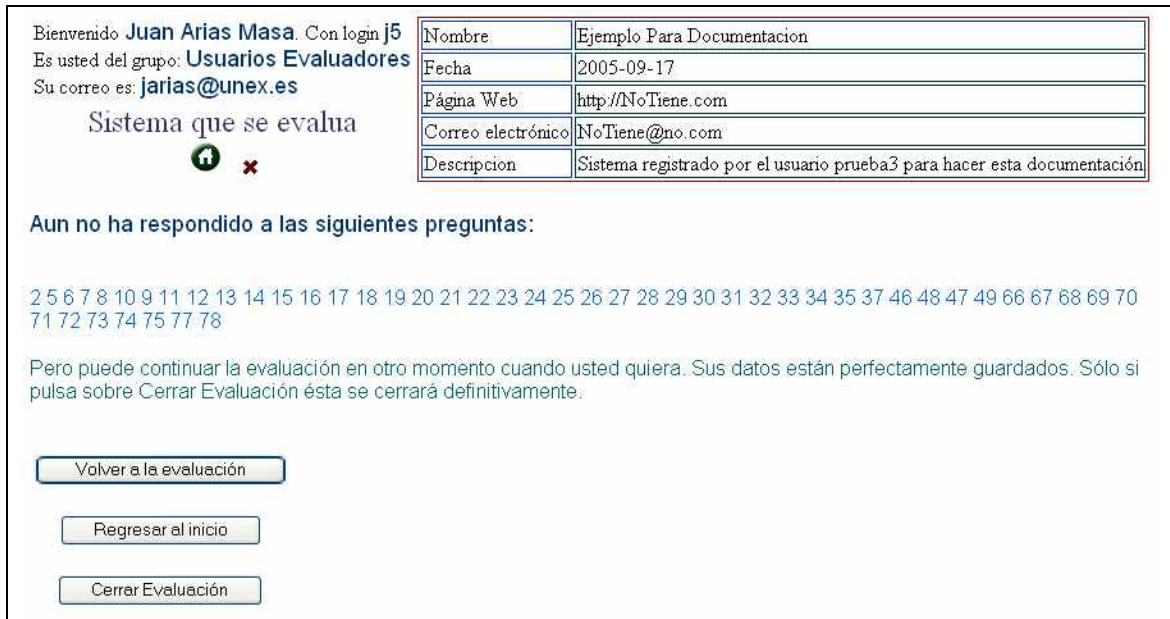 Bienvenido Juan Arias Masa. Con login j5
Es usted del grupo: Usuarios Evaluadores
Su correo es: jarias@unex.es
Sistema que se evalua
Nombre Ejemplo Para Documentacion
Fecha 2005-09-17
Página Web http://NoTiene.com
Correo electrónico NoTiene@no.com
Descripcion Sistema registrado por el usuario prueba3 para hacer esta documentación
Aun no ha respondido a las siguientes preguntas:
2 5 6 7 8 10 9 11 12 13 14 15 16 17 18 19 20 21 22 23 24 25 26 27 28 29 30 31 32 33 34 35 37 46 48 47 49 66 67 68 69 70
71 72 73 74 75 77 78
Pero puede continuar la evaluación en otro momento cuando usted quiera. Sus datos están perfectamente guardados. Sólo si
pulsa sobre Cerrar Evaluación ésta se cerrará definitivamente.
Volver a la evaluación
Regresar al inicio
Cerrar Evaluación